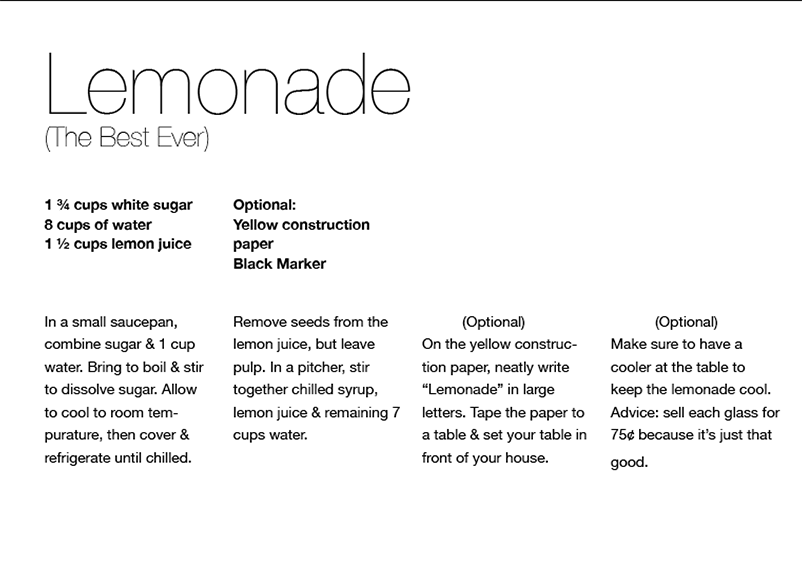 Lemonade
(The Best Ever)
1 ¾ cups white sugar
8 cups of water
1 ½ cups lemon juice
Optional:
Yellow construction
paper
Black Marker
In a small saucepan,
combine sugar & 1 cup
water. Bring to boil & stir
to dissolve sugar. Allow
to cool to room tem-
purature, then cover &
refrigerate until chilled.
Remove seeds from the
lemon juice, but leave
pulp. In a pitcher, stir
together chilled syrup,
lemon juice & remaining 7
cups water.
(Optional)
On the yellow construc-
tion paper, neatly write
“Lemonade” in large
letters. Tape the paper to
a table & set your table in
front of your house.
(Optional)
Make sure to have a
cooler at the table to
keep the lemonade cool.
Advice: sell each glass for
75¢ because it’s just that
good.